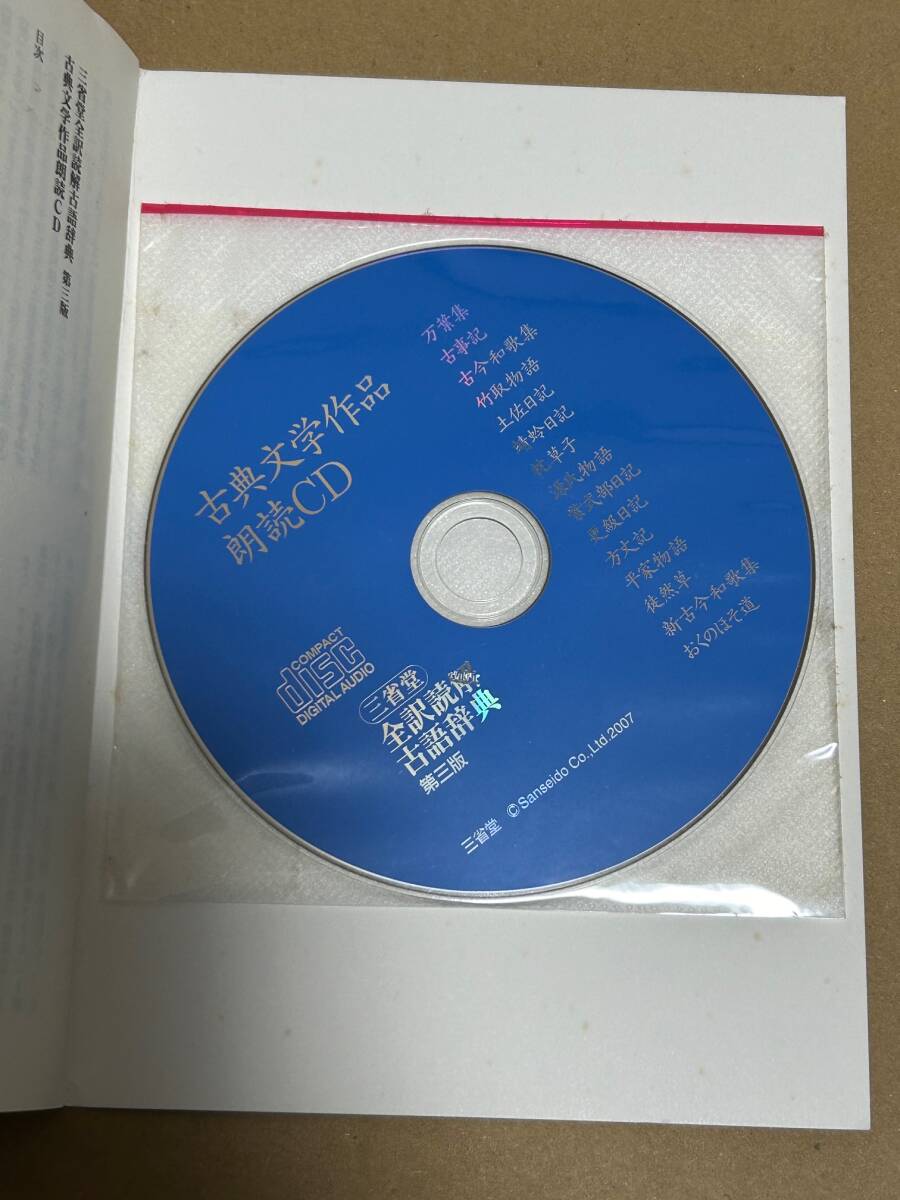 三省堂全訳読解古語辞典 第三版
古典文学作品朗読CD
目次
古典文学作品
朗読CD
万葉集
古事記
古今和歌集
竹取物語
土佐日記
蜻蛉日記
枕草子
源氏物語
紫式部日記
更級日記
方丈記
平家物語
徒然草
新古今和歌集
おくのほそ道
COMPACT
disc
DIGITAL AUDIO
三省堂
全訳読解
古語辞典
第三版
三省堂 ©Sanseido Co.,Ltd.2007